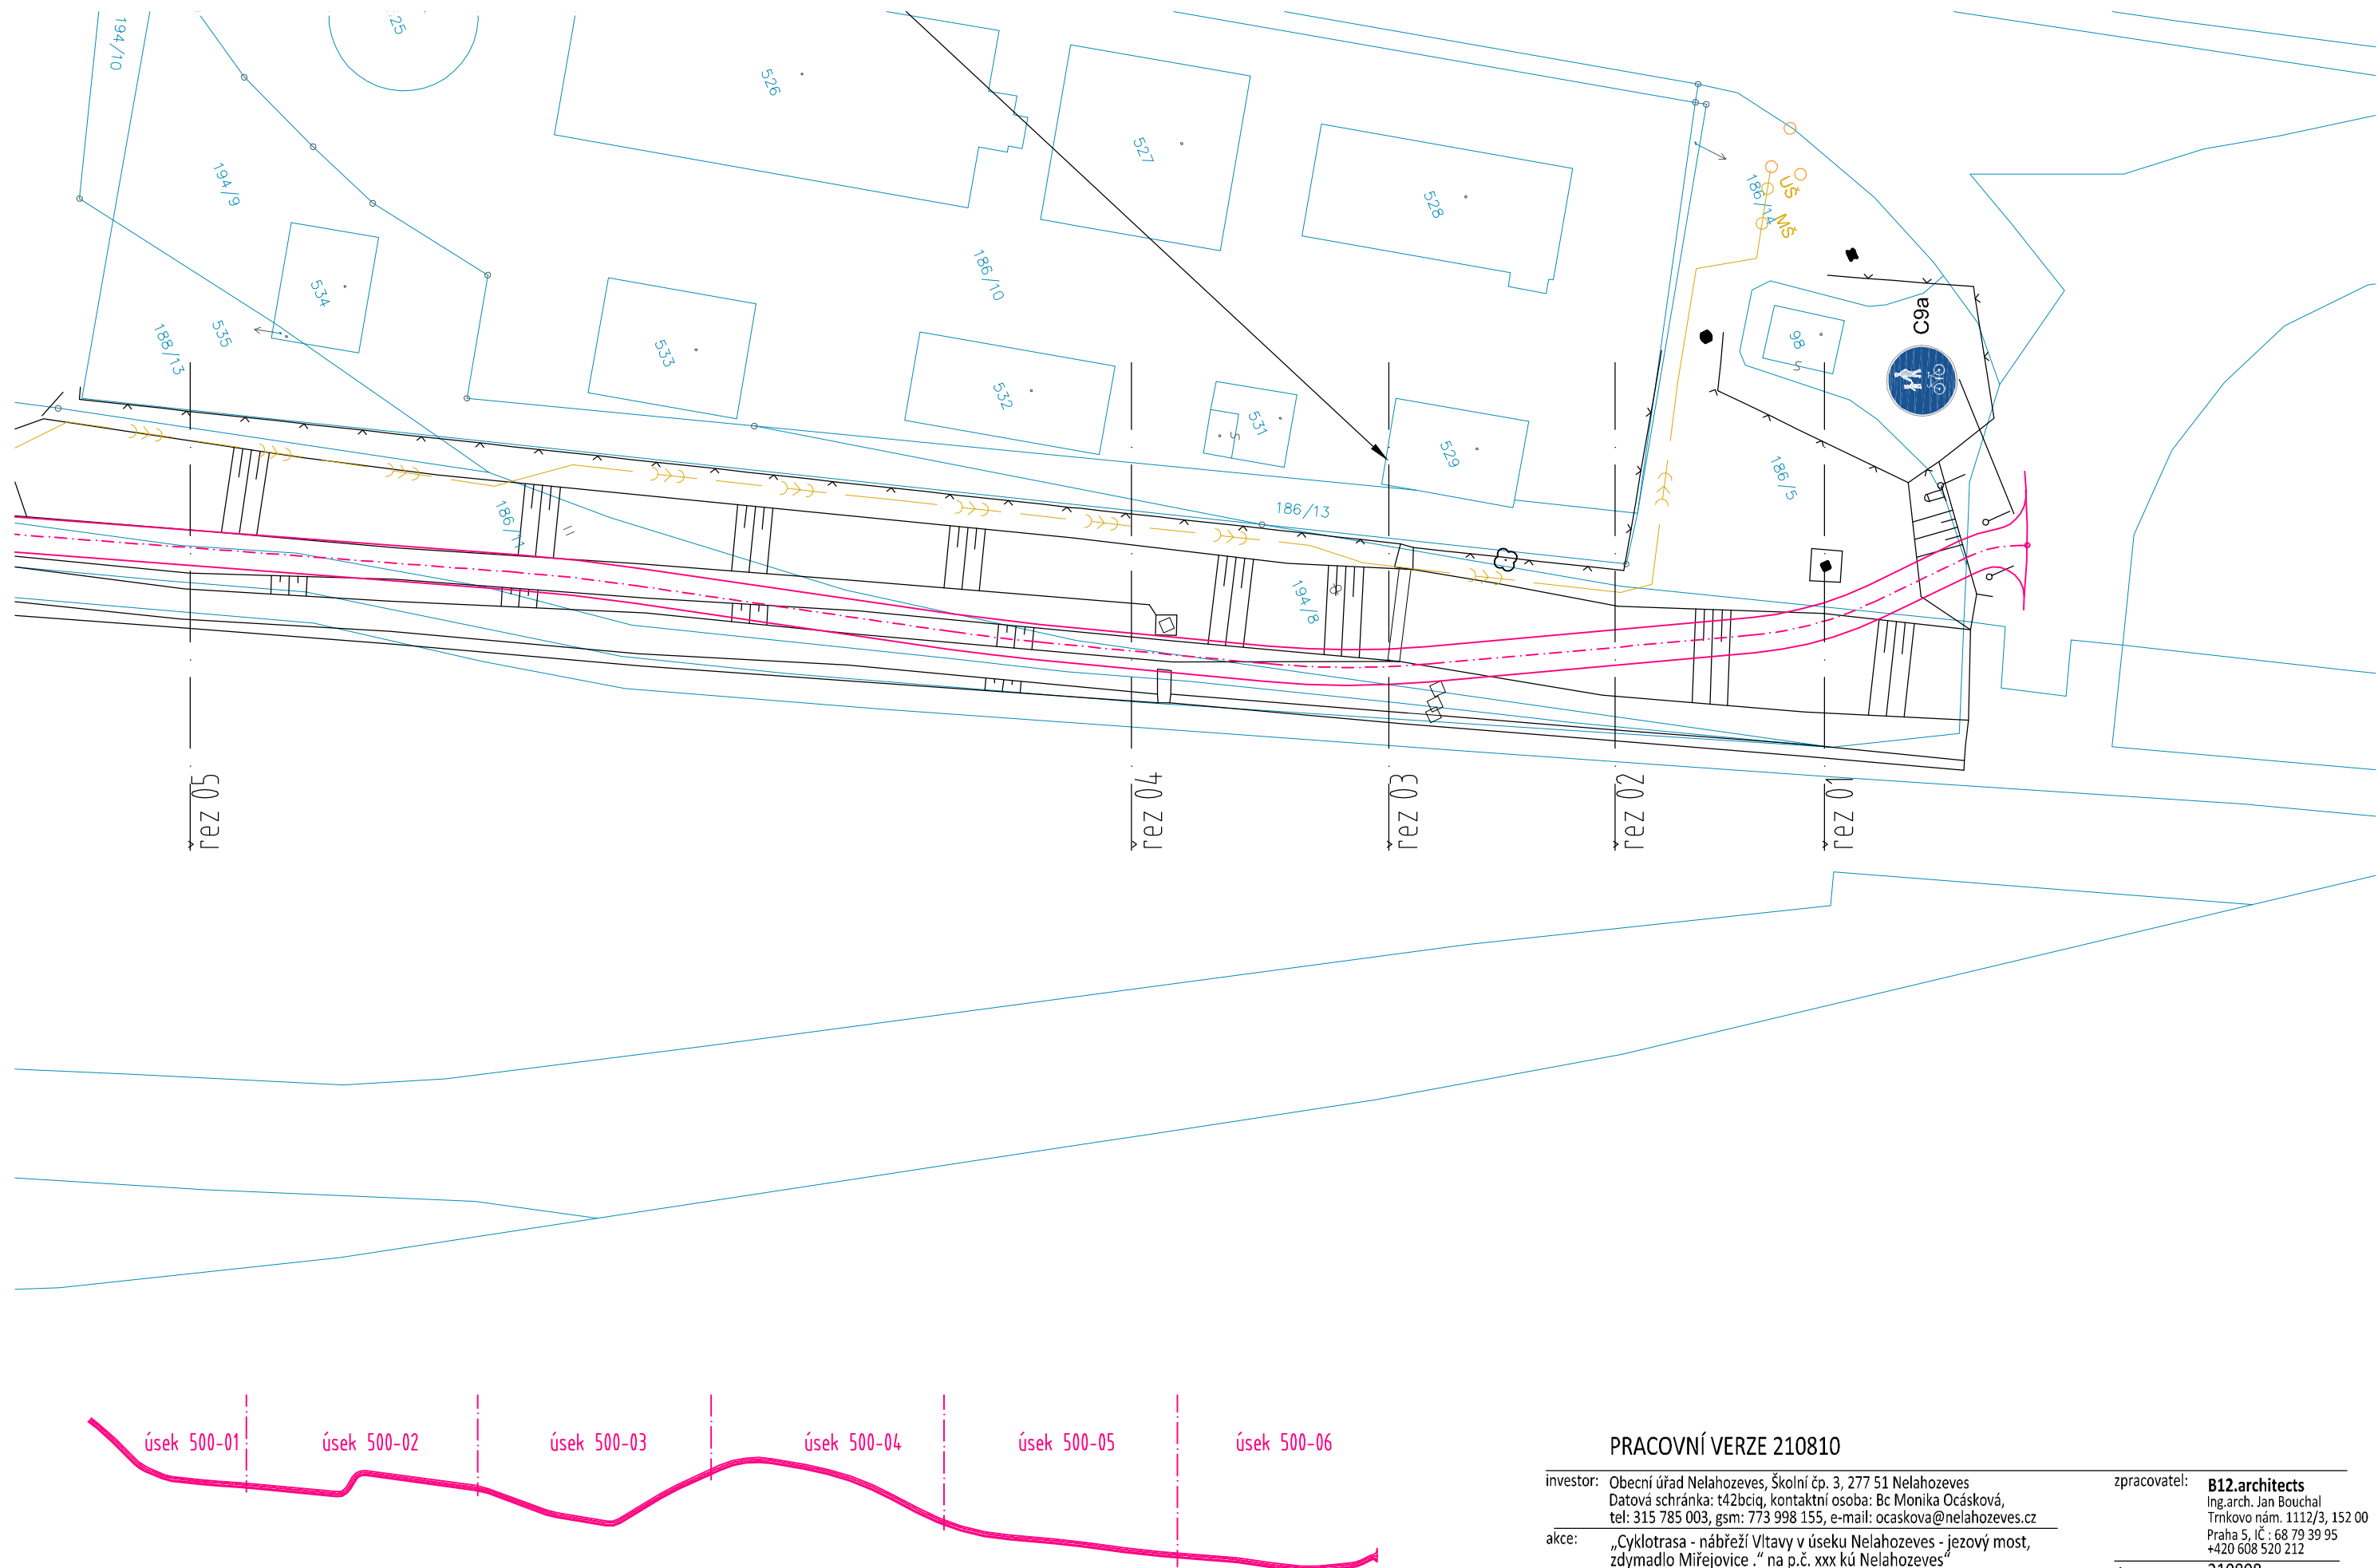 194/10
525
526
527
528
194/9
186/14
UŠ
MŠ
186/10
C9a
534
535
188/13
533
532
531
S
529
98
S
186/5
186/11
186/13
194/8
řez 05
řez 04
řez 03
řez 02
řez 01
úsek 500-01
úsek 500-02
úsek 500-03
úsek 500-04
úsek 500-05
úsek 500-06
PRACOVNÍ VERZE 210810
investor: Obecní úřad Nelahozeves, Školní čp. 3, 277 51 Nelahozeves
Datová schránka: t42bciq, kontaktní osoba: Bc Monika Ocásková,
tel: 315 785 003, gsm: 773 998 155, e-mail: ocaskova@nelahozeves.cz
akce: „Cyklotrasa - nábřeží Vltavy v úseku Nelahozeves - jezový most,
zdymadlo Miřejovice .“ na p.č. xxx kú Nelahozeves“
zpracovatel: B12.architects
Ing.arch. Jan Bouchal
Trnkovo nám. 1112/3, 152 00
Praha 5, IČ : 68 79 39 95
+420 608 520 212